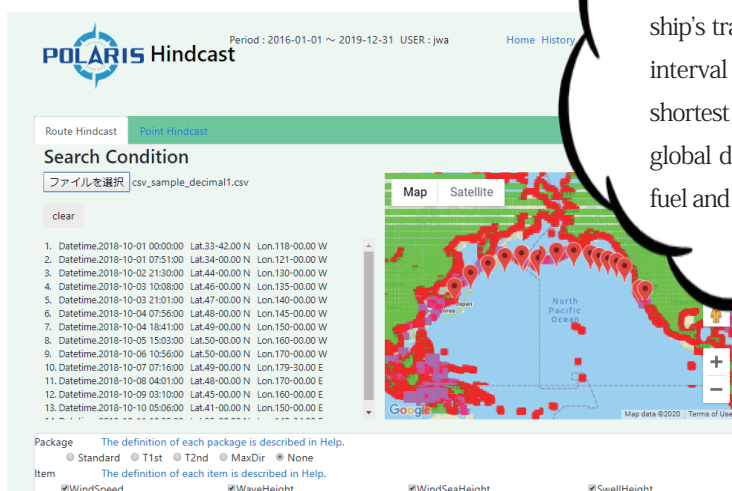 ship's tra
interval
shortest
global d
fuel and
POLARIS Hindcast
Period : 2016-01-01 ～ 2019-12-31 USER : jwa
Home History
Route Hindcast Point Hindcast
Search Condition
ファイルを選択 csv_sample_decimal1.csv
clear
1. Datetime.2018-10-01 00:00:00 Lat.33-42.00 N Lon.118-00.00 W
2. Datetime.2018-10-01 07:51:00 Lat.34-00.00 N Lon.121-00.00 W
3. Datetime.2018-10-02 21:30:00 Lat.44-00.00 N Lon.130-00.00 W
4. Datetime.2018-10-03 10:08:00 Lat.46-00.00 N Lon.135-00.00 W
5. Datetime.2018-10-03 21:01:00 Lat.47-00.00 N Lon.140-00.00 W
6. Datetime.2018-10-04 07:56:00 Lat.48-00.00 N Lon.145-00.00 W
7. Datetime.2018-10-04 18:41:00 Lat.49-00.00 N Lon.150-00.00 W
8. Datetime.2018-10-05 15:03:00 Lat.50-00.00 N Lon.160-00.00 W
9. Datetime.2018-10-06 10:56:00 Lat.50-00.00 N Lon.170-00.00 W
10. Datetime.2018-10-07 07:16:00 Lat.49-00.00 N Lon.179-30.00 E
11. Datetime.2018-10-08 04:01:00 Lat.48-00.00 N Lon.170-00.00 E
12. Datetime.2018-10-09 03:10:00 Lat.45-00.00 N Lon.160-00.00 E
13. Datetime.2018-10-10 05:06:00 Lat.41-00.00 N Lon.150-00.00 E
Map Satellite
Japan
North
Pacific
Ocean
Google
Map data ©2020 Terms of Use
Package The definition of each package is described in Help.
Standard T1st T2nd MaxDir None
Item The definition of each item is described in Help.
WindSpeed WaveHeight WindSeaHeight SwellHeight